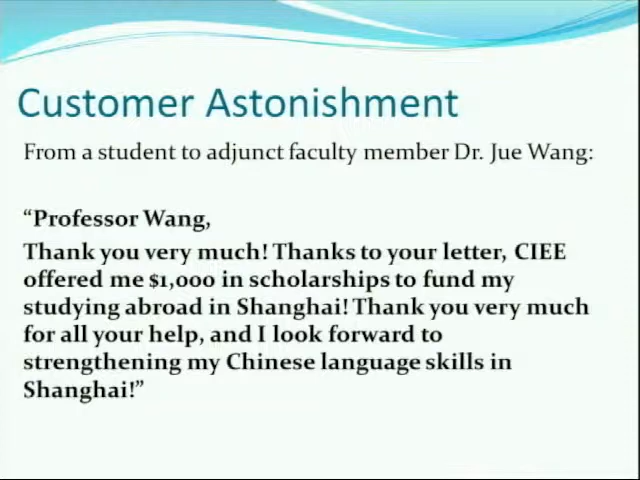 Customer Astonishment
From a student to adjunct faculty member Dr. Jue Wang:
“Professor Wang,
Thank you very much! Thanks to your letter, CIEE
offered me $1,000 in scholarships to fund my
studying abroad in Shanghai! Thank you very much
for all your help, and I look forward to
strengthening my Chinese language skills in
Shanghai!”